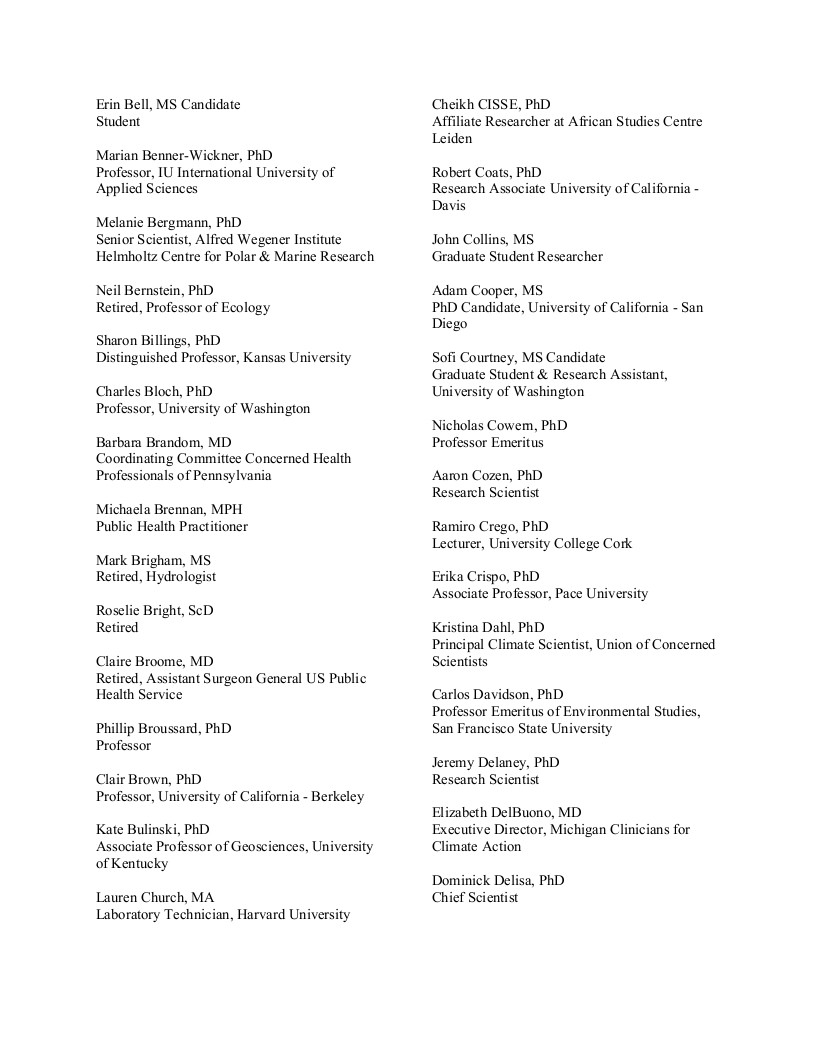 Erin Bell, MS Candidate
Student
Marian Benner-Wickner, PhD
Professor, IU International University of
Applied Sciences
Melanie Bergmann, PhD
Senior Scientist, Alfred Wegener Institute
Helmholtz Centre for Polar & Marine Research
Neil Bernstein, PhD
Retired, Professor of Ecology
Sharon Billings, PhD
Distinguished Professor, Kansas University
Charles Bloch, PhD
Professor, University of Washington
Barbara Brandom, MD
Coordinating Committee Concerned Health
Professionals of Pennsylvania
Michaela Brennan, MPH
Public Health Practitioner
Mark Brigham, MS
Retired, Hydrologist
Roselie Bright, ScD
Retired
Claire Broome, MD
Retired, Assistant Surgeon General US Public
Health Service
Phillip Broussard, PhD
Professor
Clair Brown, PhD
Professor, University of California - Berkeley
Kate Bulinski, PhD
Associate Professor of Geosciences, University
of Kentucky
Lauren Church, MA
Laboratory Technician, Harvard University
Cheikh CISSE, PhD
Affiliate Researcher at African Studies Centre
Leiden
Robert Coats, PhD
Research Associate University of California -
Davis
John Collins, MS
Graduate Student Researcher
Adam Cooper, MS
PhD Candidate, University of California - San
Diego
Sofi Courtney, MS Candidate
Graduate Student & Research Assistant,
University of Washington
Nicholas Cowern, PhD
Professor Emeritus
Aaron Cozen, PhD
Research Scientist
Ramiro Crego, PhD
Lecturer, University College Cork
Erika Crispo, PhD
Associate Professor, Pace University
Kristina Dahl, PhD
Principal Climate Scientist, Union of Concerned
Scientists
Carlos Davidson, PhD
Professor Emeritus of Environmental Studies,
San Francisco State University
Jeremy Delaney, PhD
Research Scientist
Elizabeth DelBuono, MD
Executive Director, Michigan Clinicians for
Climate Action
Dominick Delisa, PhD
Chief Scientist